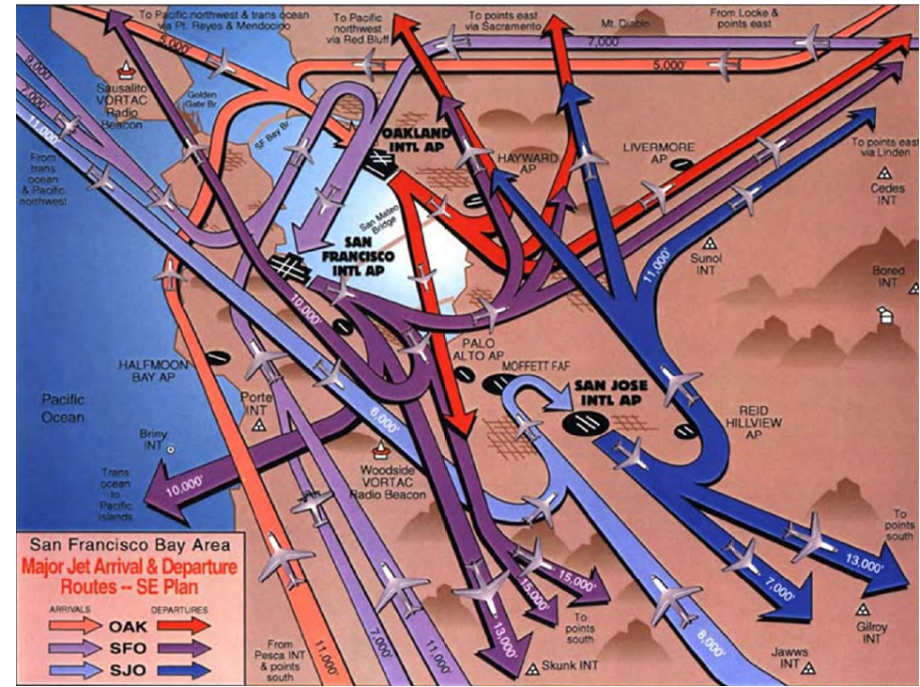 To Pacific northwest & trans ocean
via Pt. Reyes & Mendocino
To Pacific
northwest
via Red Bluff
To points
east via
Sacramento
Mt. Diablo
From Locke &
points east
5,000'
7,000'
5,000'
9,000'
7,000'
11,000'
Sausalito
VORTAC
Radio
Beacon
Golden
Gate Br.
SF Bay Br.
OAKLAND
INTL AP
HAYWARD
AP
LIVERMORE
AP
To points east
via Linden
Cedes
INT
From
trans
ocean
& Pacific
northwest
San Mateo
Bridge
SAN
FRANCISCO
INTL AP
Sunol
INT
Bored
INT
11,000'
10,000'
PALO
ALTO AP
MOFFETT FAF
SAN JOSE
INTL AP
HALFMOON
BAY AP
Porte
INT
6,000'
REID
HILLVIEW
AP
Pacific
Ocean
Briny
INT
Woodside
VORTAC
Radio Beacon
Trans
ocean
to
Pacific
Islands
10,000'
To
points
south
13,000'
7,000'
15,000'
15,000'
13,000'
To
points
south
8,000'
Gilroy
INT
Jawws
INT
Skunk INT
From
Pesca INT
& points
south
11,000'
7,000'
11,000'
San Francisco Bay Area
Major Jet Arrival & Departure
Routes -- SE Plan
ARRIVALS DEPARTURES
OAK
SFO
SJO